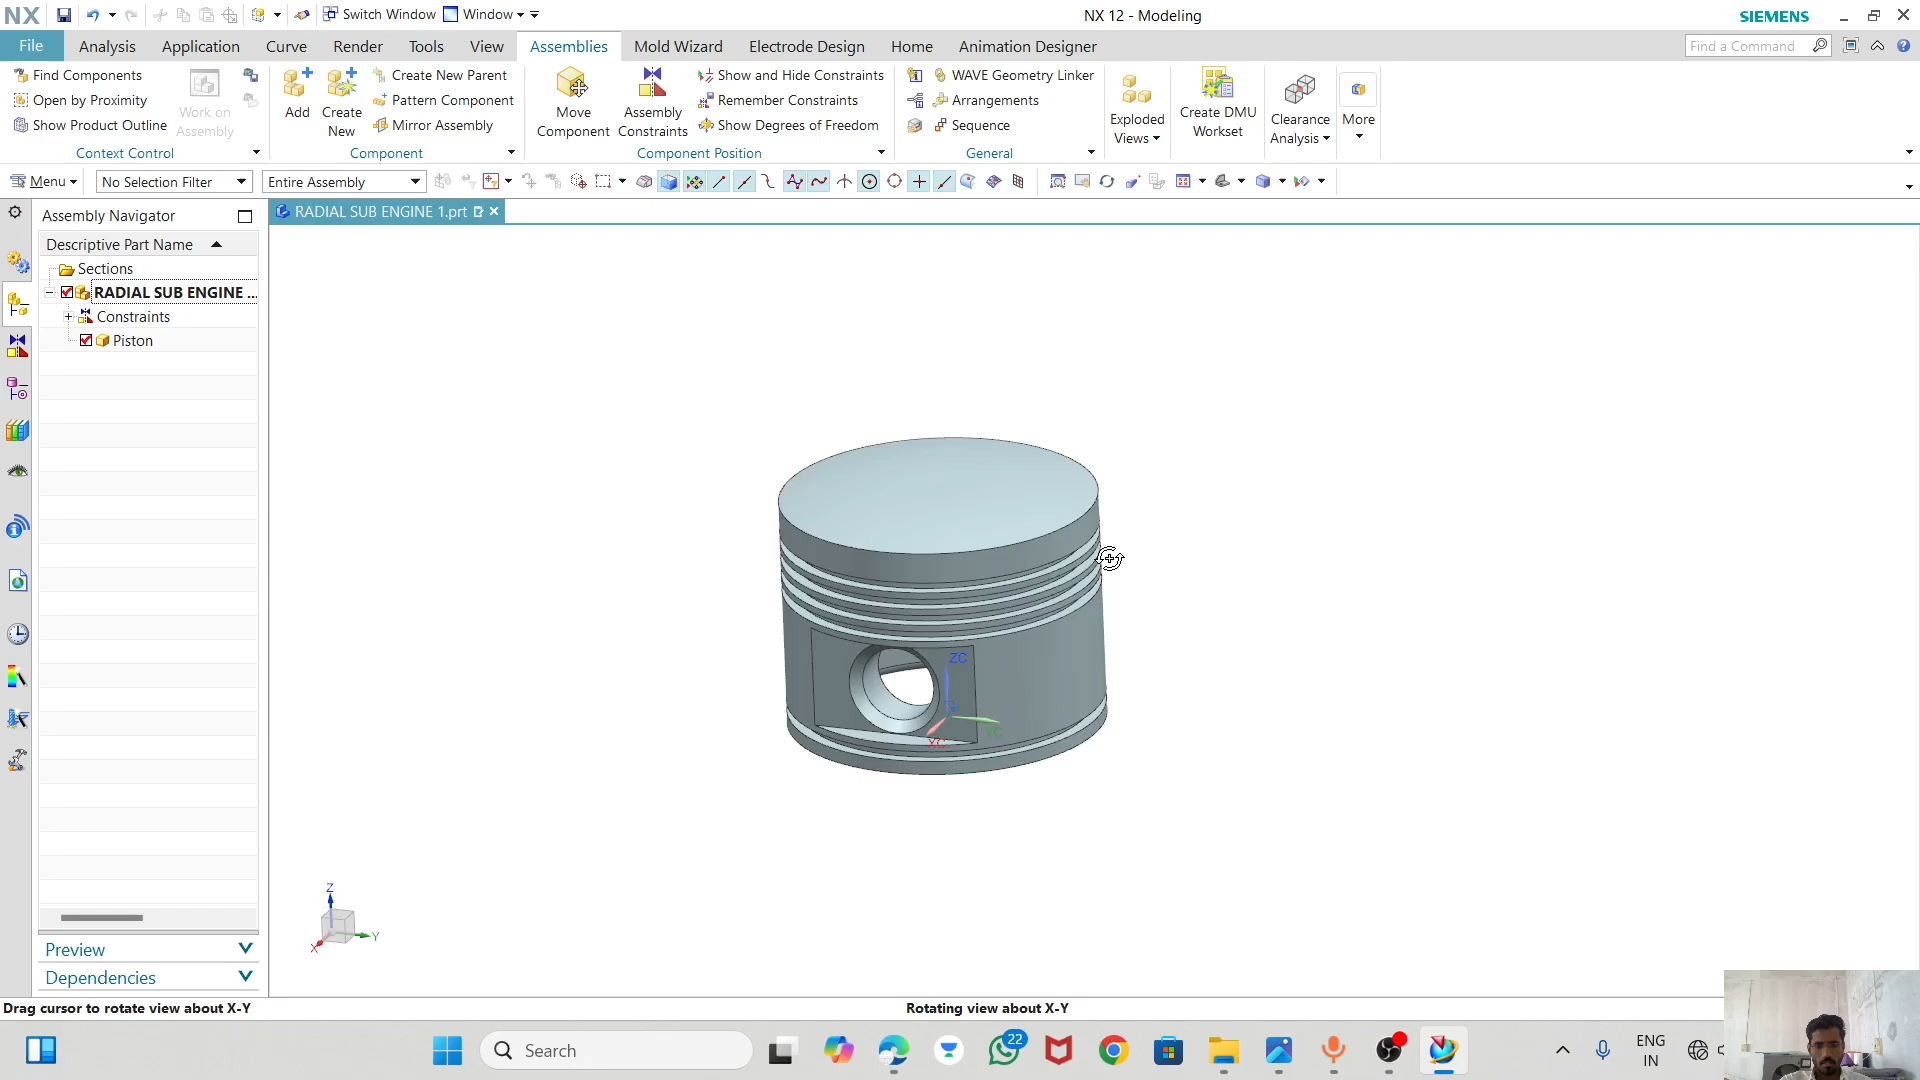 NX Switch Window Window NX 12 - Modeling SIEMENS
File Analysis Application Curve Render Tools View Assemblies Mold Wizard Electrode Design Home Animation Designer Find a Command
Find Components
Open by Proximity
Show Product Outline
Work on
Assembly
Context Control
Add
Create
New
Create New Parent
Pattern Component
Mirror Assembly
Component
Move
Component
Assembly
Constraints
Show and Hide Constraints
Remember Constraints
Show Degrees of Freedom
Component Position
WAVE Geometry Linker
Arrangements
Sequence
General
Exploded
Views
Create DMU
Workset
Clearance
Analysis
More
Menu No Selection Filter Entire Assembly
Assembly Navigator
RADIAL SUB ENGINE 1.prt
Descriptive Part Name
Sections
RADIAL SUB ENGINE ...
Constraints
Piston
ZC
YC
XC
Z
Y
X
Preview
Dependencies
Drag cursor to rotate view about X-Y Rotating view about X-Y
Search
22
ENG
IN